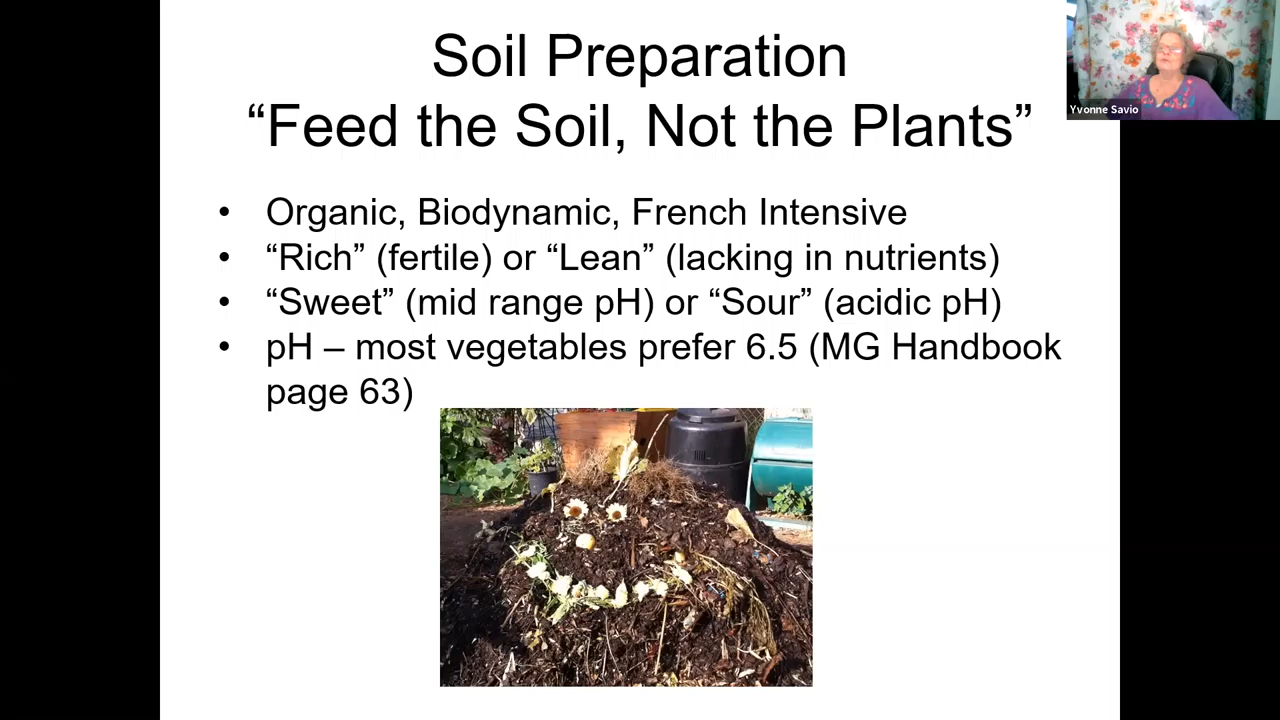 Soil Preparation
“Feed the Soil, Not the Plants”
• Organic, Biodynamic, French Intensive
• “Rich” (fertile) or “Lean” (lacking in nutrients)
• “Sweet” (mid range pH) or “Sour” (acidic pH)
• pH – most vegetables prefer 6.5 (MG Handbook
page 63)
Yvonne Savio